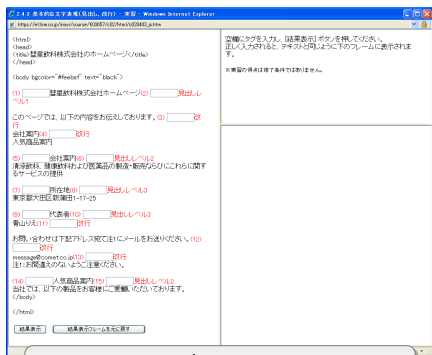 2.4.3 基本的な文字表現(見出し、改行) - 実習 - Windows Internet Explorer
<html>
<head>
<title>彗星飲料株式会社のホームページ</title>
</head>
<body bgcolor="#feebaf" text="black">
(1) 彗星飲料株式会社ホームページ(2) 見出しレ
ベル1
このページでは、以下の内容をお伝えしております。(3) 改
行
会社案内(4) 改行
人気商品案内
(5) 会社案内(6) 見出しレベル2
清涼飲料、健康飲料および医薬品の製造・販売ならびにこれらに関す
るサービスの提供
(7) 所在地(8) 見出しレベル3
東京都大田区新蒲田1-17-25
(9) 代表者(10) 見出しレベル3
青山りえ(11) 改行
お問い合わせは下記アドレス宛て注1にメールをお送りください。(12)
改行
message@comet.co.jp(13) 改行
注1:お間違えのないようご注意ください。
(14) 人気商品案内(15) 見出しレベル2
当社では、以下の製品をお客様にご愛顧いただいております。
</body>
</html>
結果表示 結果表示フレームを元に戻す
空欄にタグを入力し、[結果表示]ボタンを押してください。
正しく入力されると、テキストと同じように下のフレームに表示されま
す。
※実習の得点は修了条件ではありません。